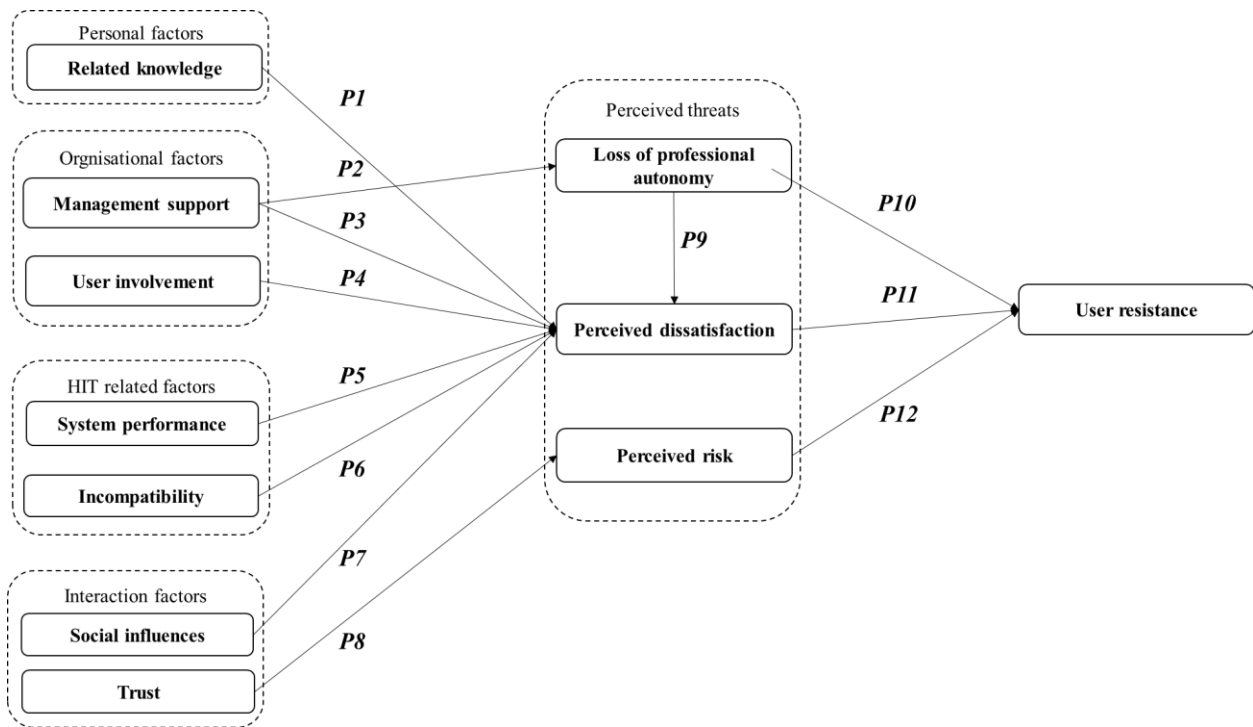 Personal factors
Related knowledge
Orgnisational factors
Management support
User involvement
HIT related factors
System performance
Incompatibility
Interaction factors
Social influences
Trust
P1
P2
P3
P4
P5
P6
P7
P8
Perceived threats
Loss of professional
autonomy
P9
Perceived dissatisfaction
Perceived risk
P10
P11
P12
User resistance